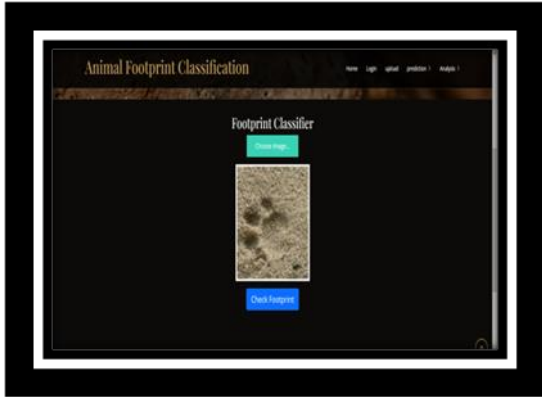 Animal Footprint Classification
Home Login upload prediction Analysis
Footprint Classifier
Choose Image...
Check Footprint